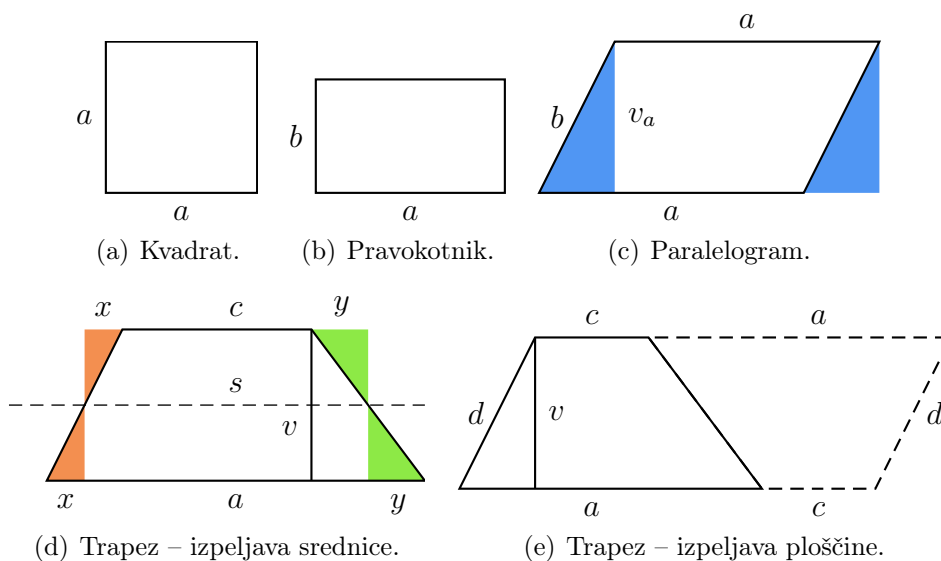 a
a
(a) Kvadrat.
b
a
(b) Pravokotnik.
a
b
v_a
a
(c) Paralelogram.
x c y
s
v
x a y
(d) Trapez – izpeljava srednice.
c a
d v d
a c
(e) Trapez – izpeljava ploščine.